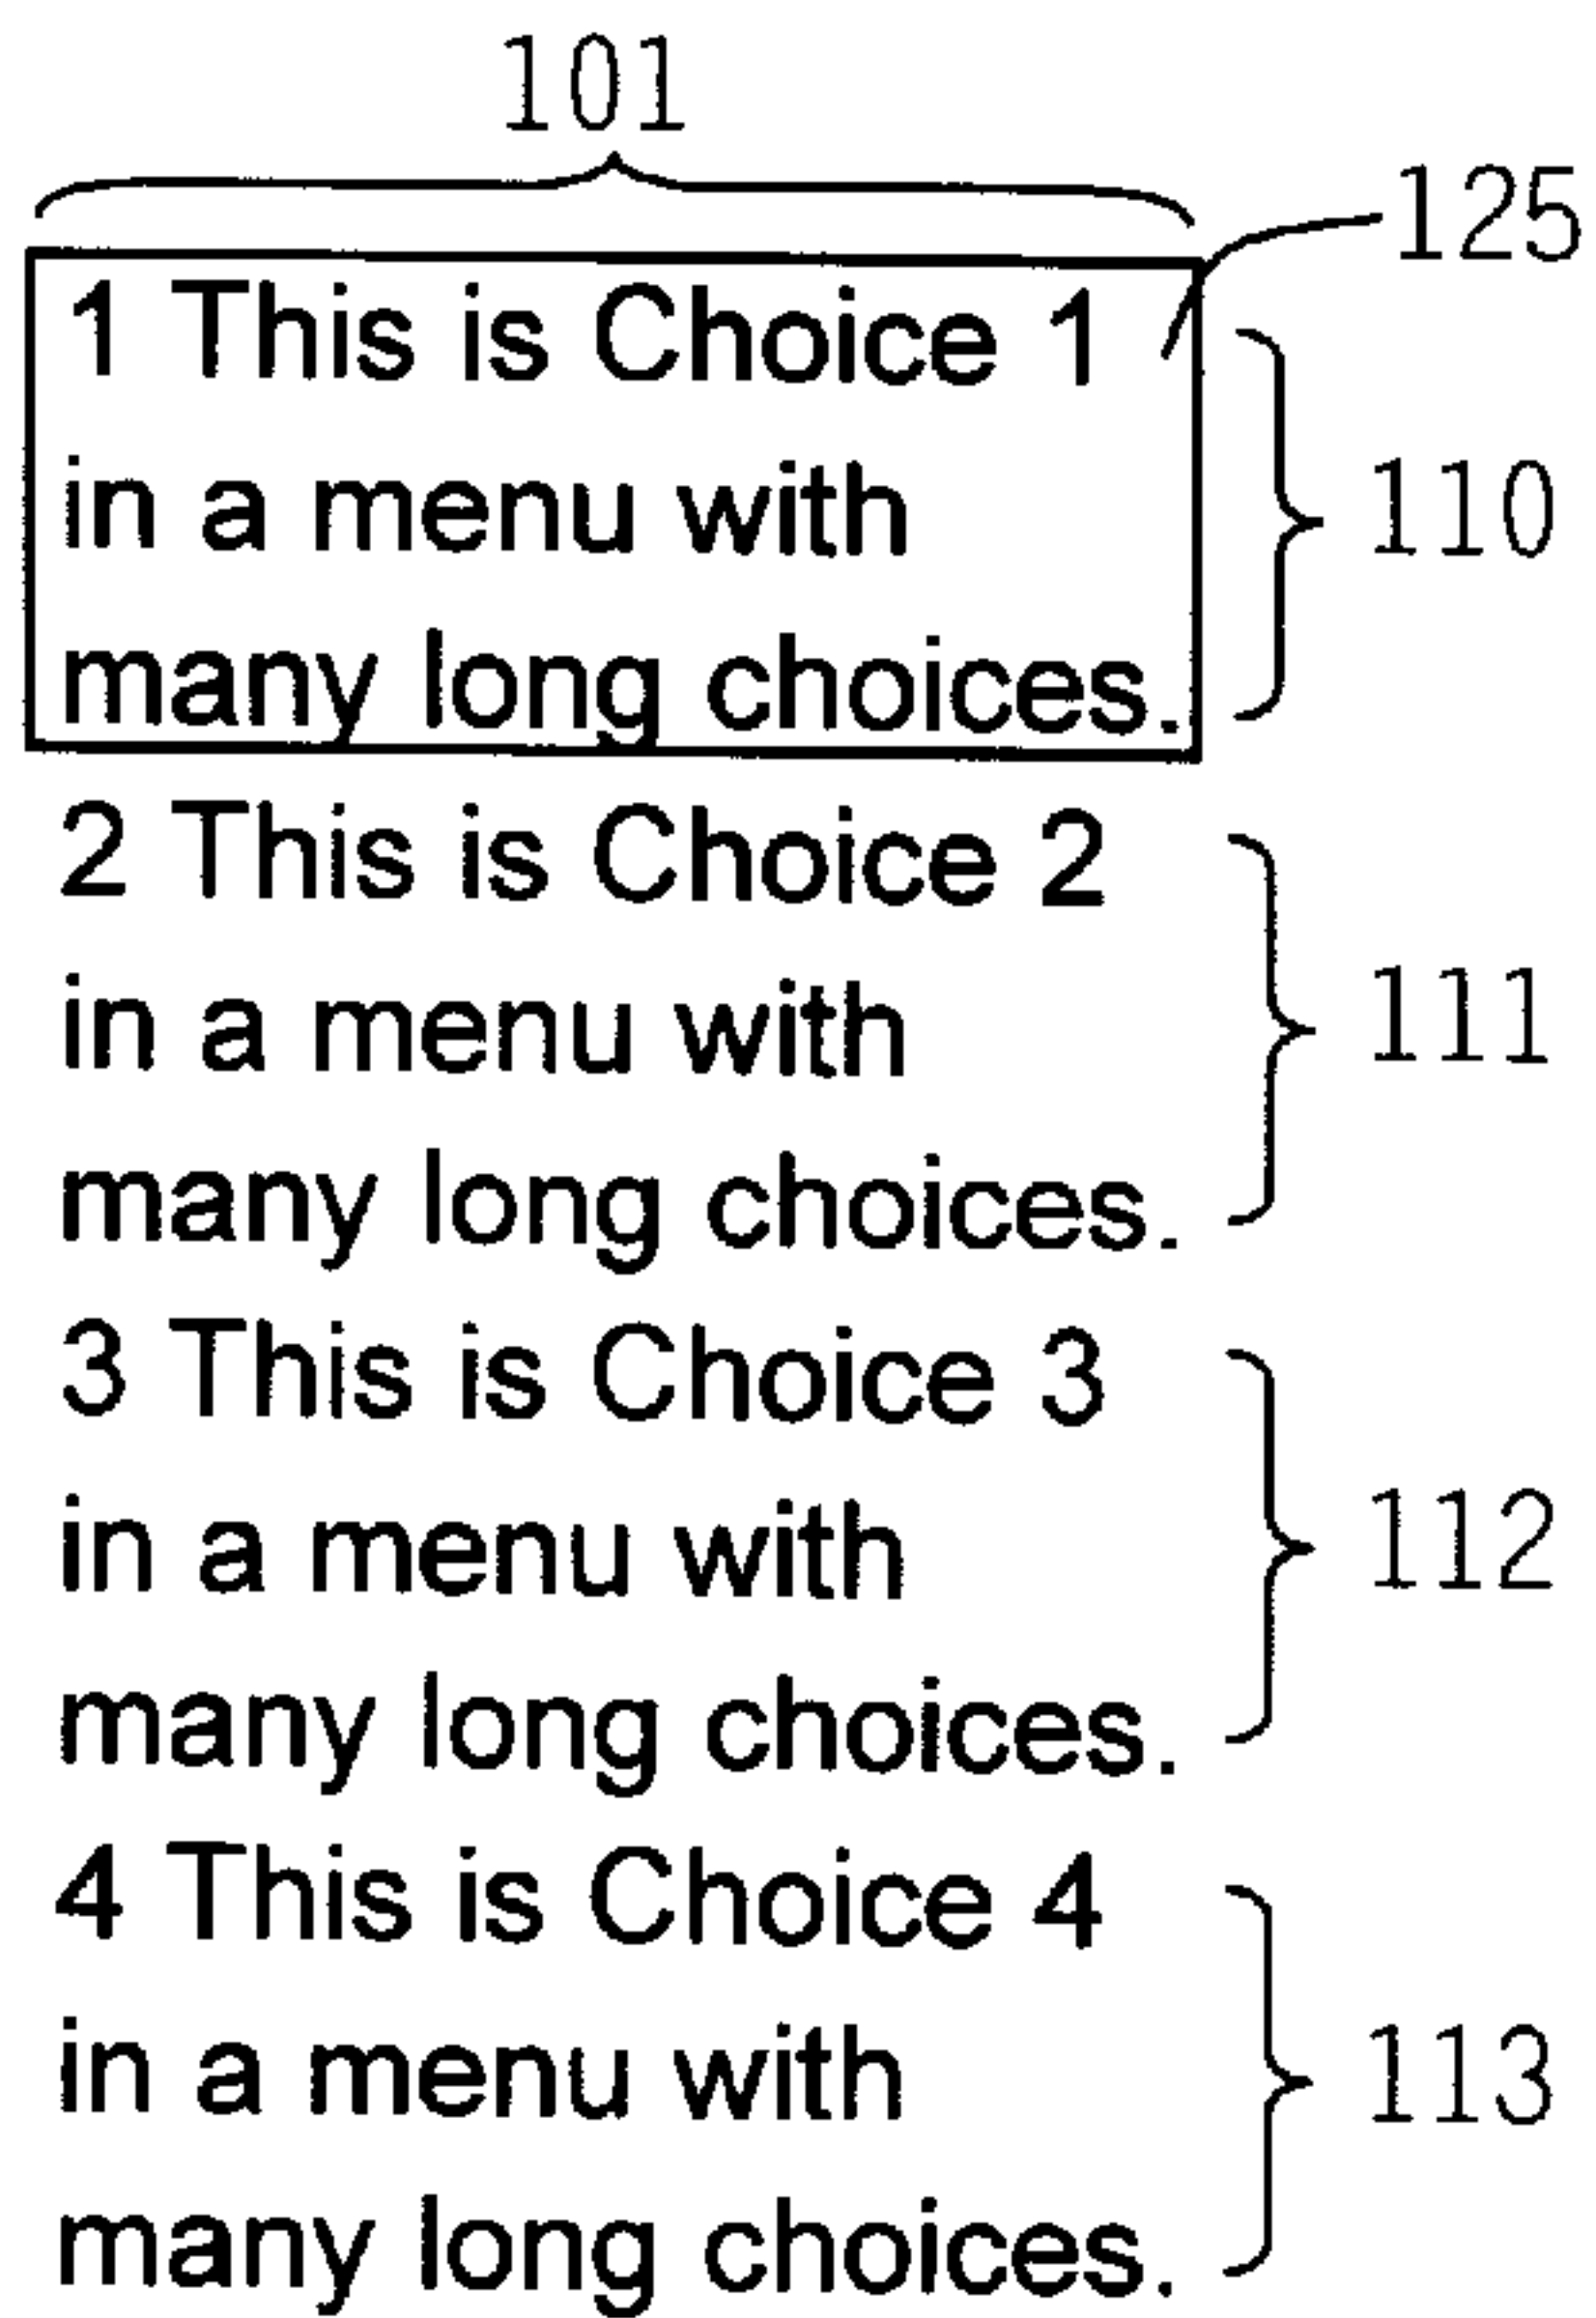 101
125
1 This is Choice 1
in a menu with
many long choices.
110
2 This is Choice 2
in a menu with
many long choices.
111
3 This is Choice 3
in a menu with
many long choices.
112
4 This is Choice 4
in a menu with
many long choices.
113